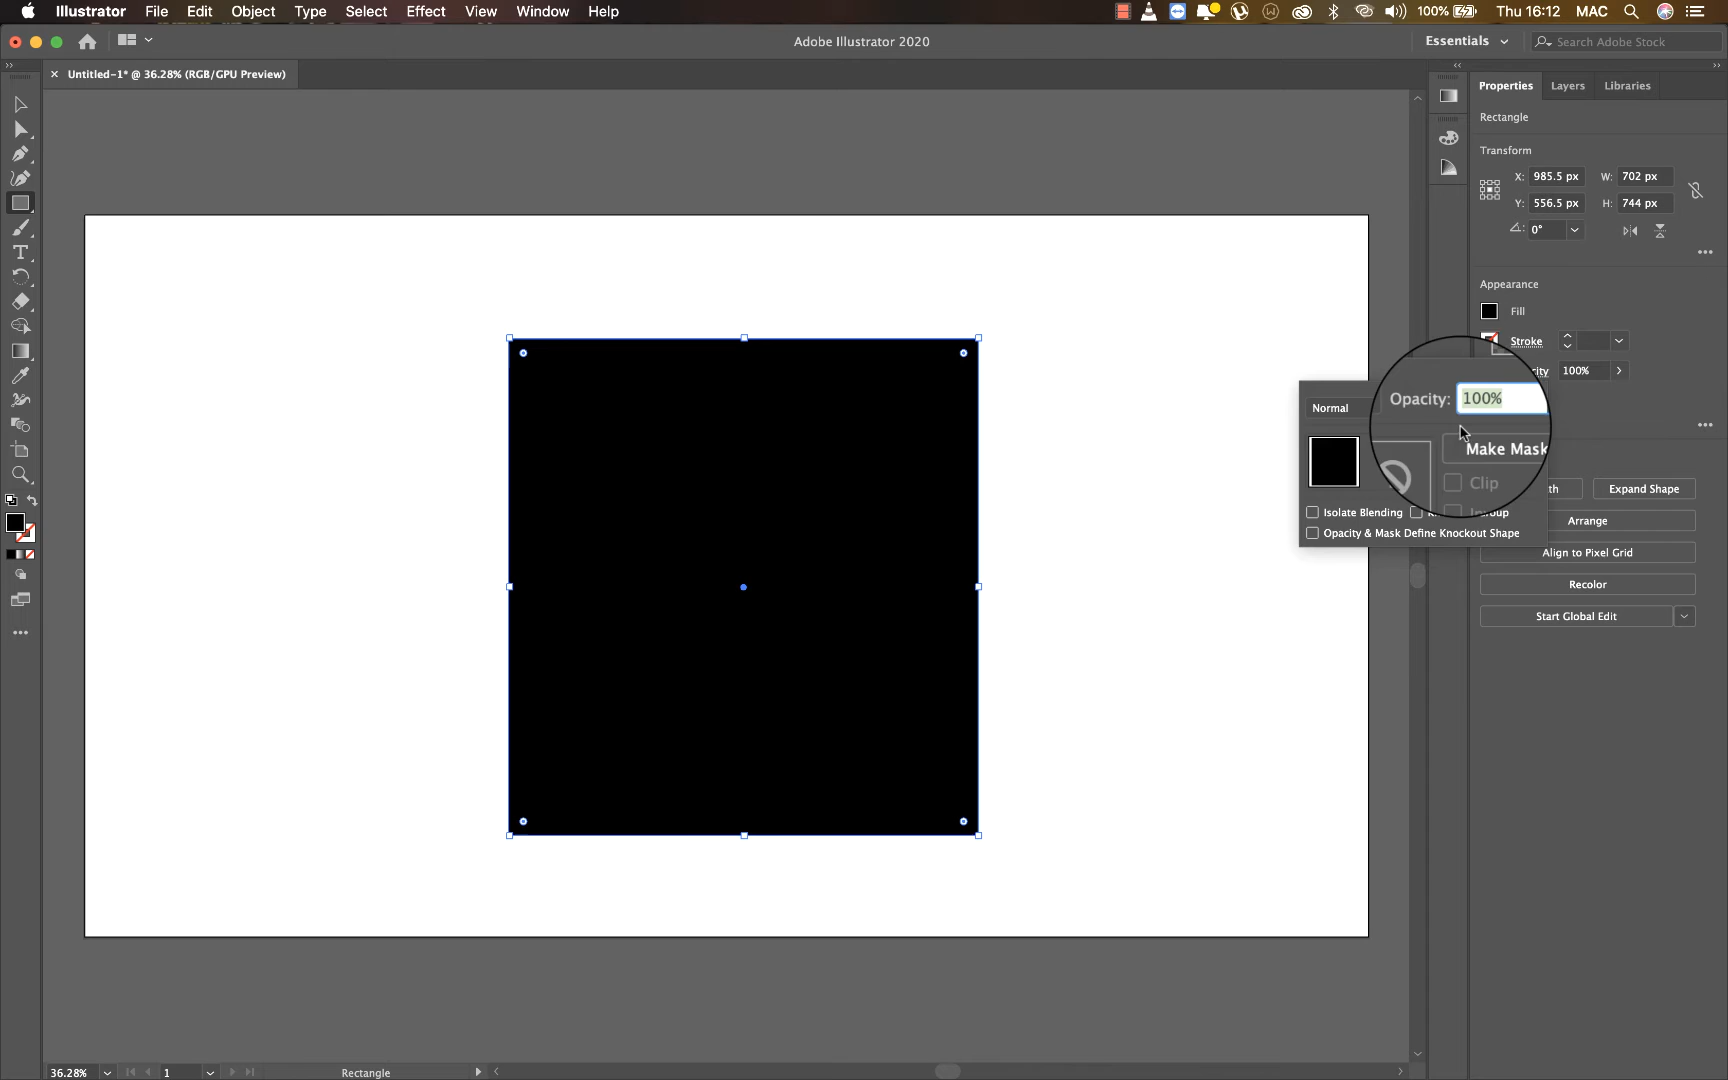 Illustrator File Edit Object Type Select Effect View Window Help 100% Thu 16:12 MAC
Adobe Illustrator 2020 Essentials Search Adobe Stock
Untitled-1* @ 36.28% (RGB/GPU Preview)
Properties Layers Libraries
Rectangle
Transform
X: 985.5 px W: 702 px
Y: 556.5 px H: 744 px
0°
Appearance
Fill
Stroke
city 100%
Normal Opacity: 100%
Make Mask
Clip
th Expand Shape
Isolate Blending
Arrange
Opacity & Mask Define Knockout Shape
Align to Pixel Grid
Recolor
Start Global Edit
36.28% 1 Rectangle